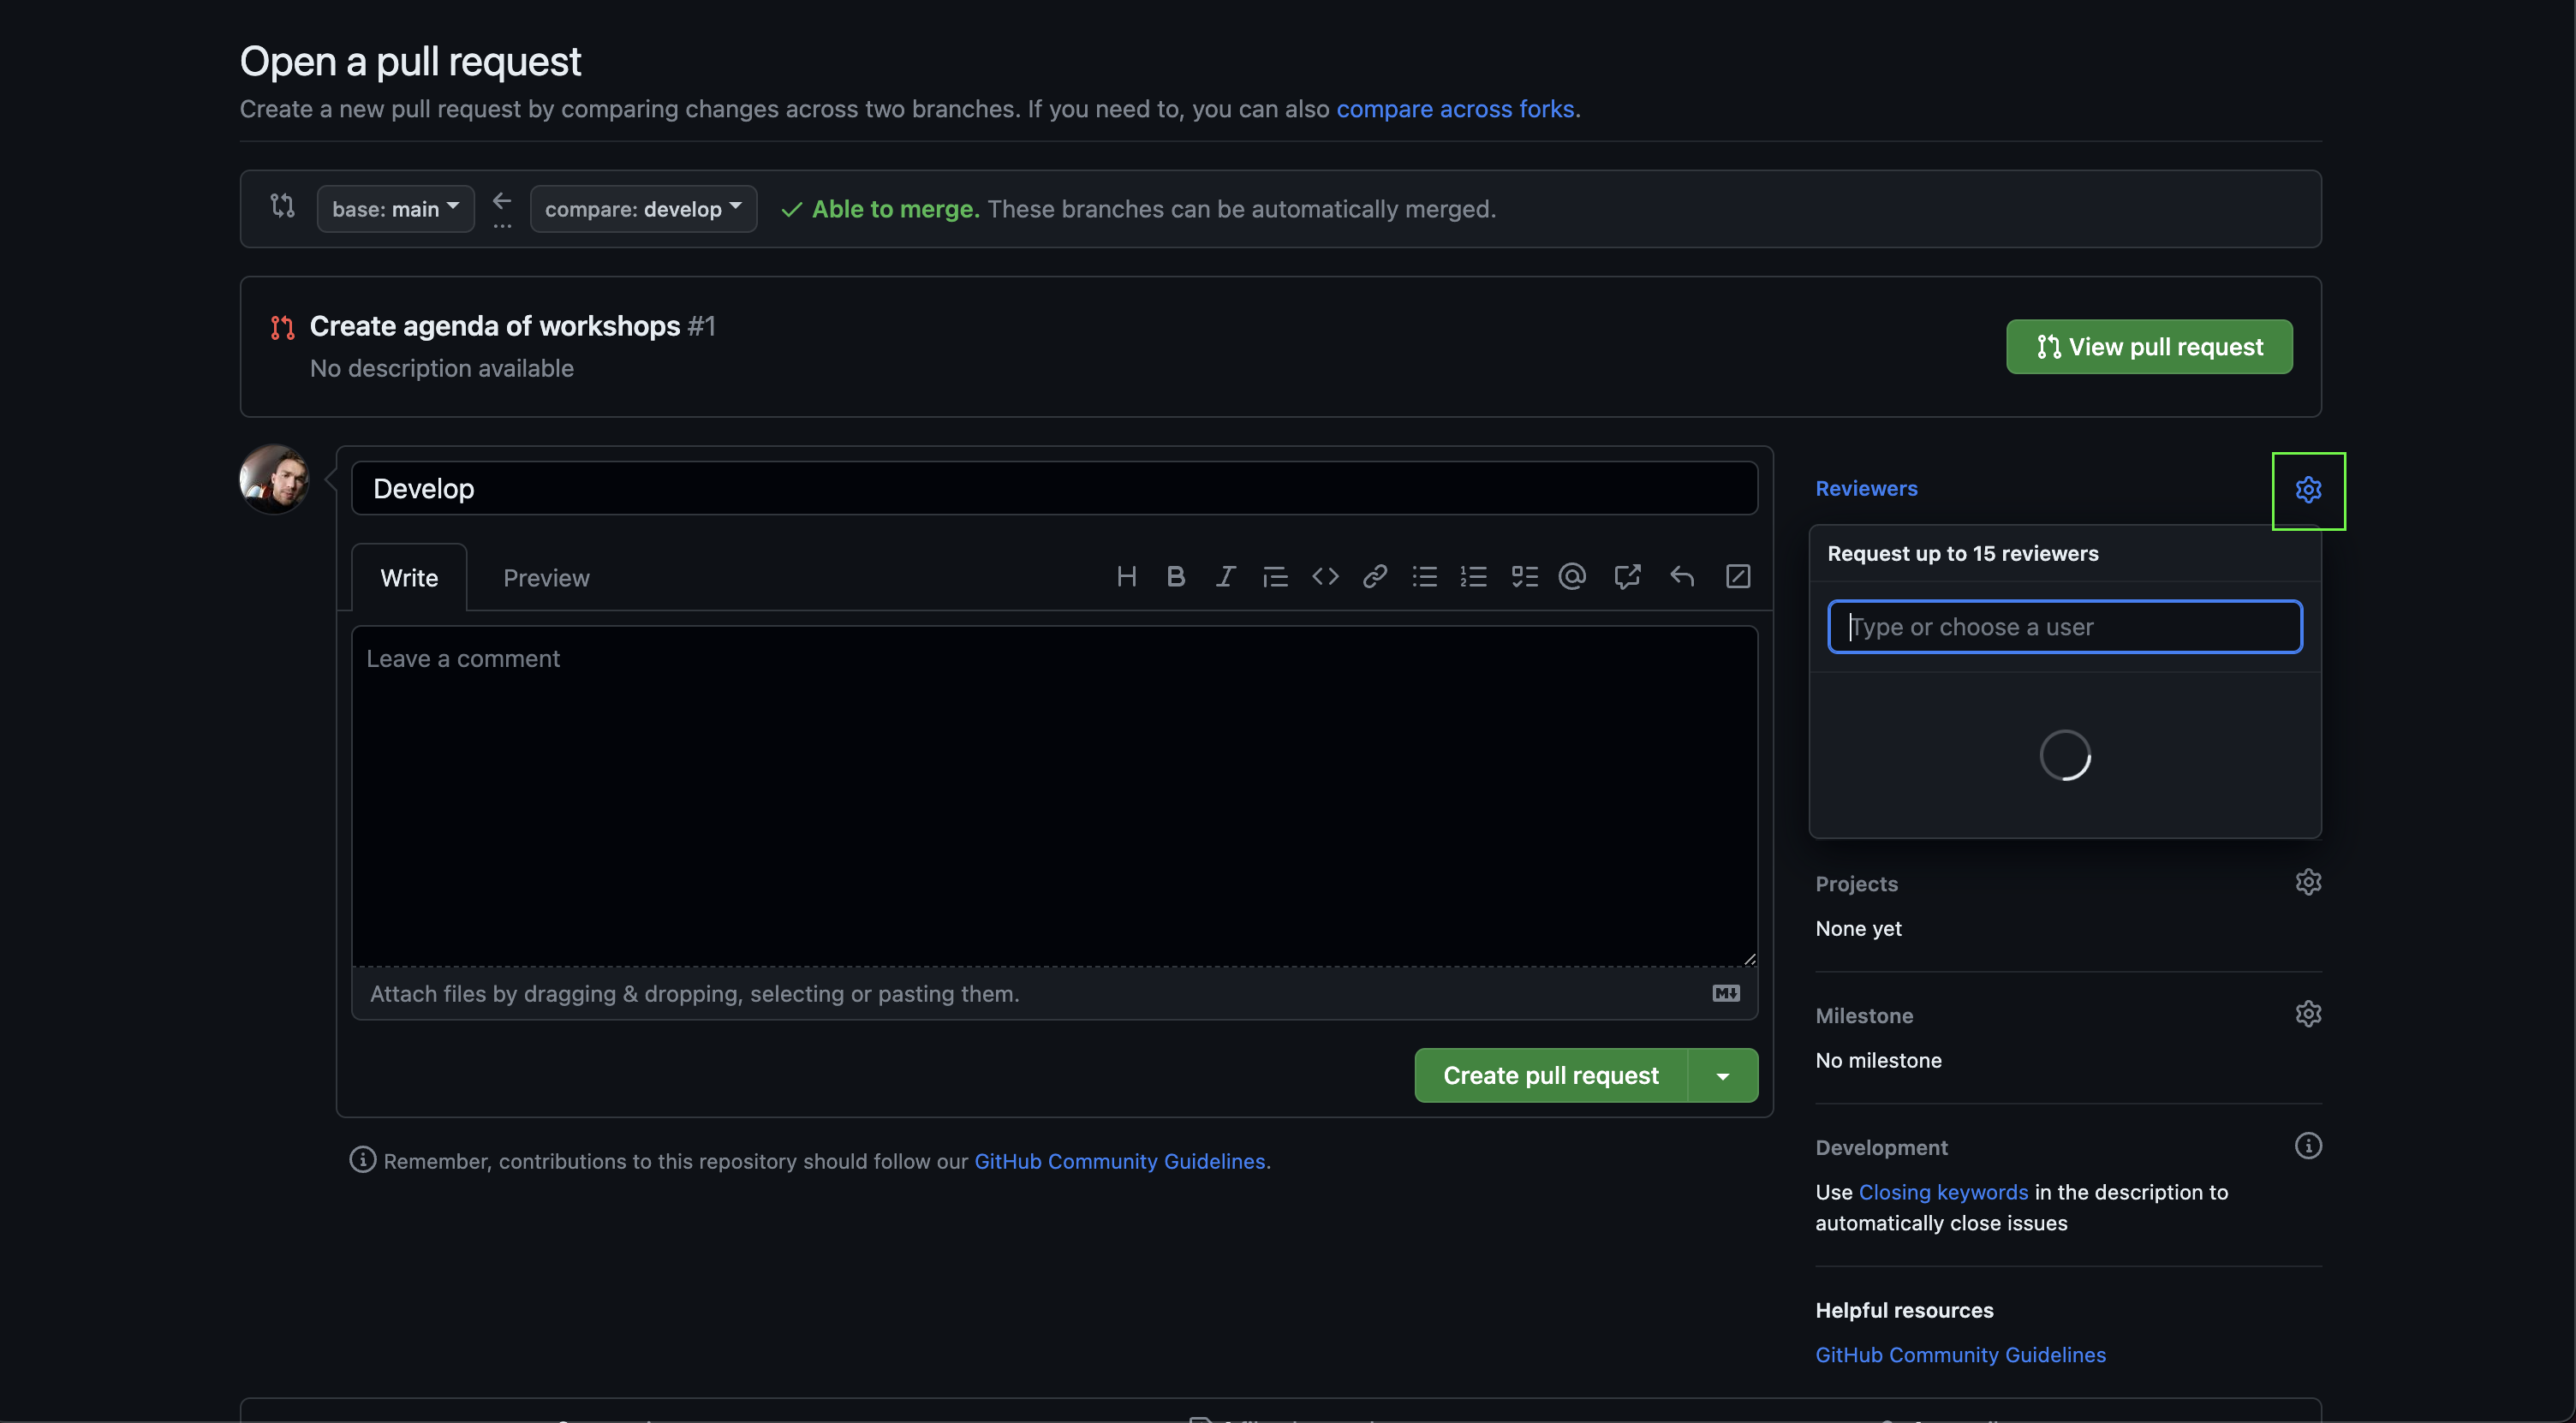 Open a pull request
Create a new pull request by comparing changes across two branches. If you need to, you can also compare across forks.
base: main
compare: develop
Able to merge. These branches can be automatically merged.
Create agenda of workshops #1
No description available
View pull request
Develop
Reviewers
Request up to 15 reviewers
Type or choose a user
Write
Preview
Leave a comment
Attach files by dragging & dropping, selecting or pasting them.
Create pull request
Remember, contributions to this repository should follow our GitHub Community Guidelines.
Projects
None yet
Milestone
No milestone
Development
Use Closing keywords in the description to
automatically close issues
Helpful resources
GitHub Community Guidelines